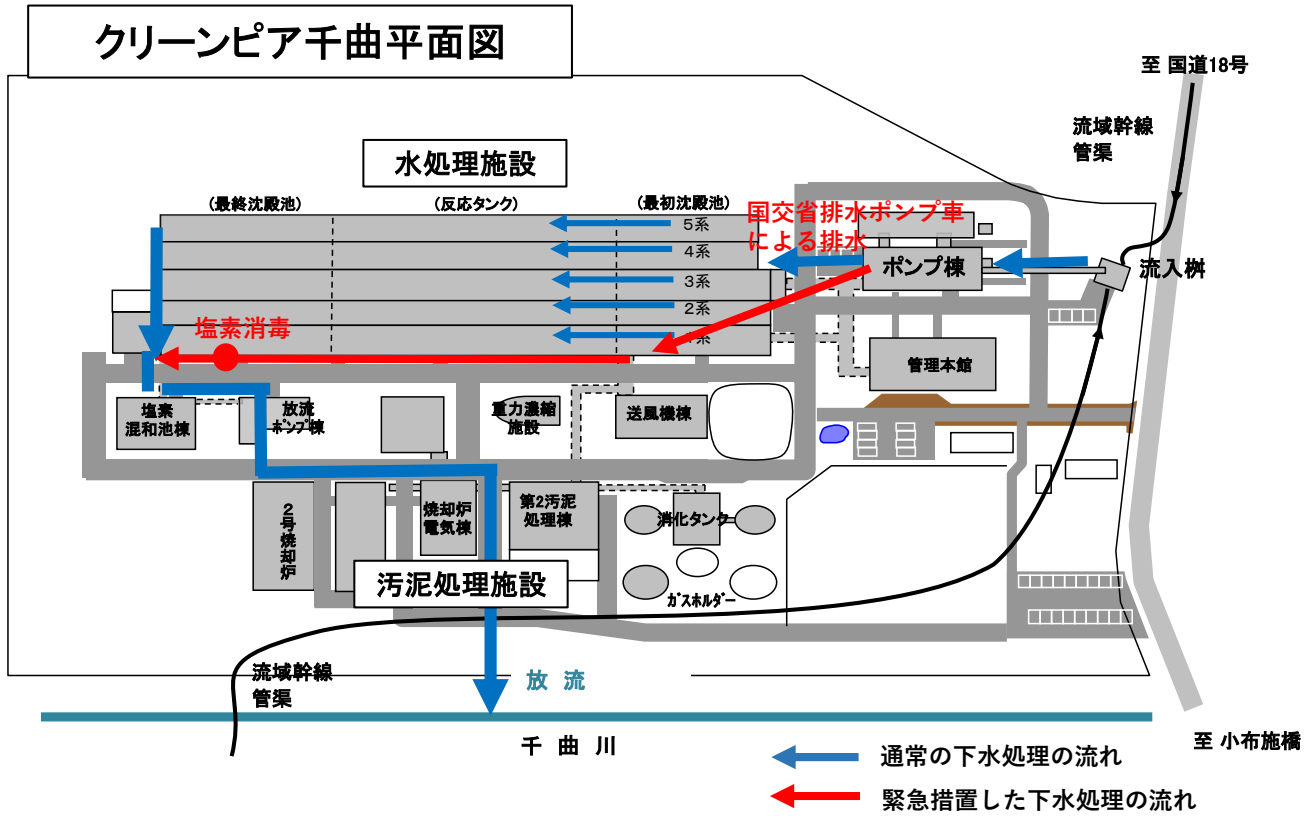 クリーンピア千曲平面図
至 国道18号
流域幹線
管渠
水処理施設
(最終沈殿池)
(反応タンク)
(最初沈殿池)
国交省排水ポンプ車
による排水
5系
4系
3系
2系
1系
ポンプ棟
流入桝
塩素消毒
管理本館
塩素
混和池棟
放流
ポンプ棟
重力濃縮
施設
送風機棟
2号焼却炉
焼却炉
電気棟
第2汚泥
処理棟
消化タンク
汚泥処理施設
ガスホルダー
流域幹線
管渠
放 流
千 曲 川
至 小布施橋
通常の下水処理の流れ
緊急措置した下水処理の流れ